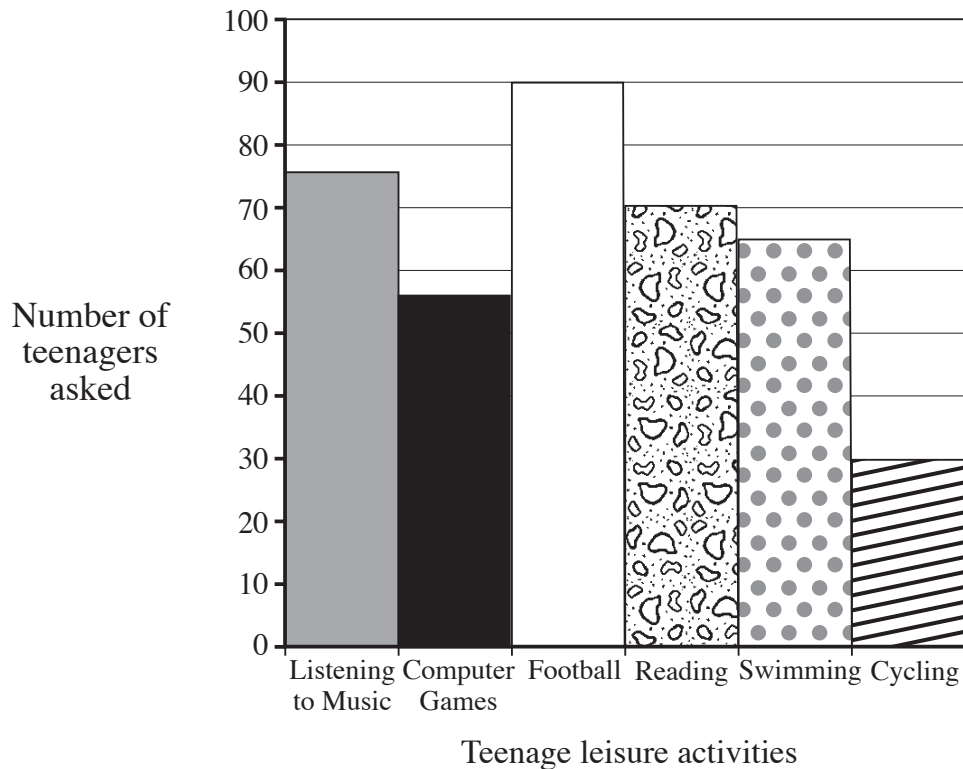 100
90
80
70
60
50
40
30
20
10
0
Number of
teenagers
asked
Listening
to Music
Computer
Games
Football
Reading
Swimming
Cycling
Teenage leisure activities